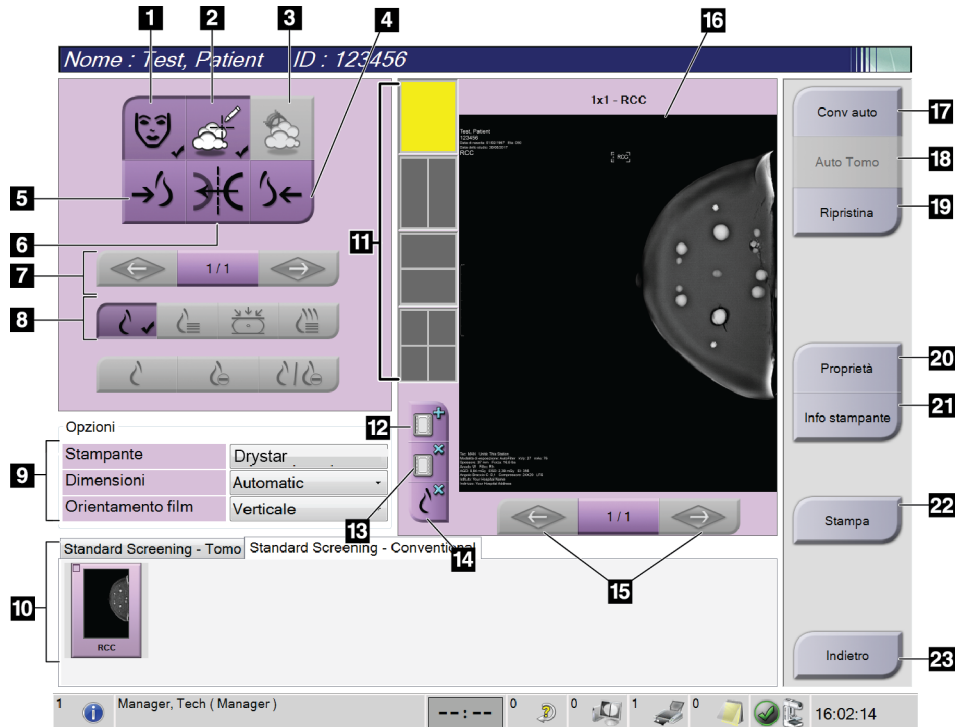 1
2
3
4
16
Nome : Test, Patient ID : 123456
1x1 - RCC
Test, Patient
123456
RCC
RCC
Conv auto
17
Auto Tomo
18
Ripristina
19
5
6
11
7
1 / 1
8
Proprietà
20
Info stampante
21
12
13
14
Opzioni
9
Stampante
Drystar
Dimensioni
Automatic
Orientamento film
Verticale
1 / 1
15
Stampa
22
10
Standard Screening - Tomo
Standard Screening - Conventional
RCC
Indietro
23
1
Manager, Tech ( Manager )
--:--
0
0
1
0
16:02:14